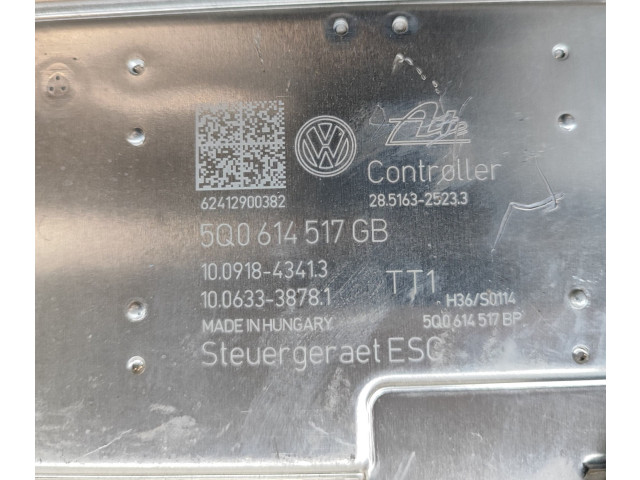 Ate
Controller
62412900382
28.5163-2523.3
5Q0 614 517 GB
10.0918-4341.3
TT1
10.0633-3878.1
H36/S0114
MADE IN HUNGARY
5Q0 614 517 BP
Steuergeraet ESC